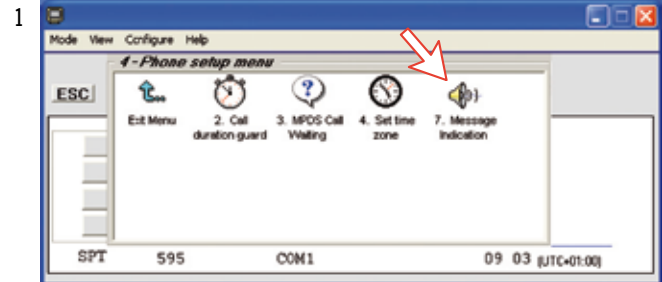 1
Mode View Configure Help
4 - Phone setup menu
ESC
Exit Menu
2. Call duration guard
3. MPDS Call Waiting
4. Set time zone
7. Message Indication
SPT 595 COM1 09 03 (UTC+01:00)